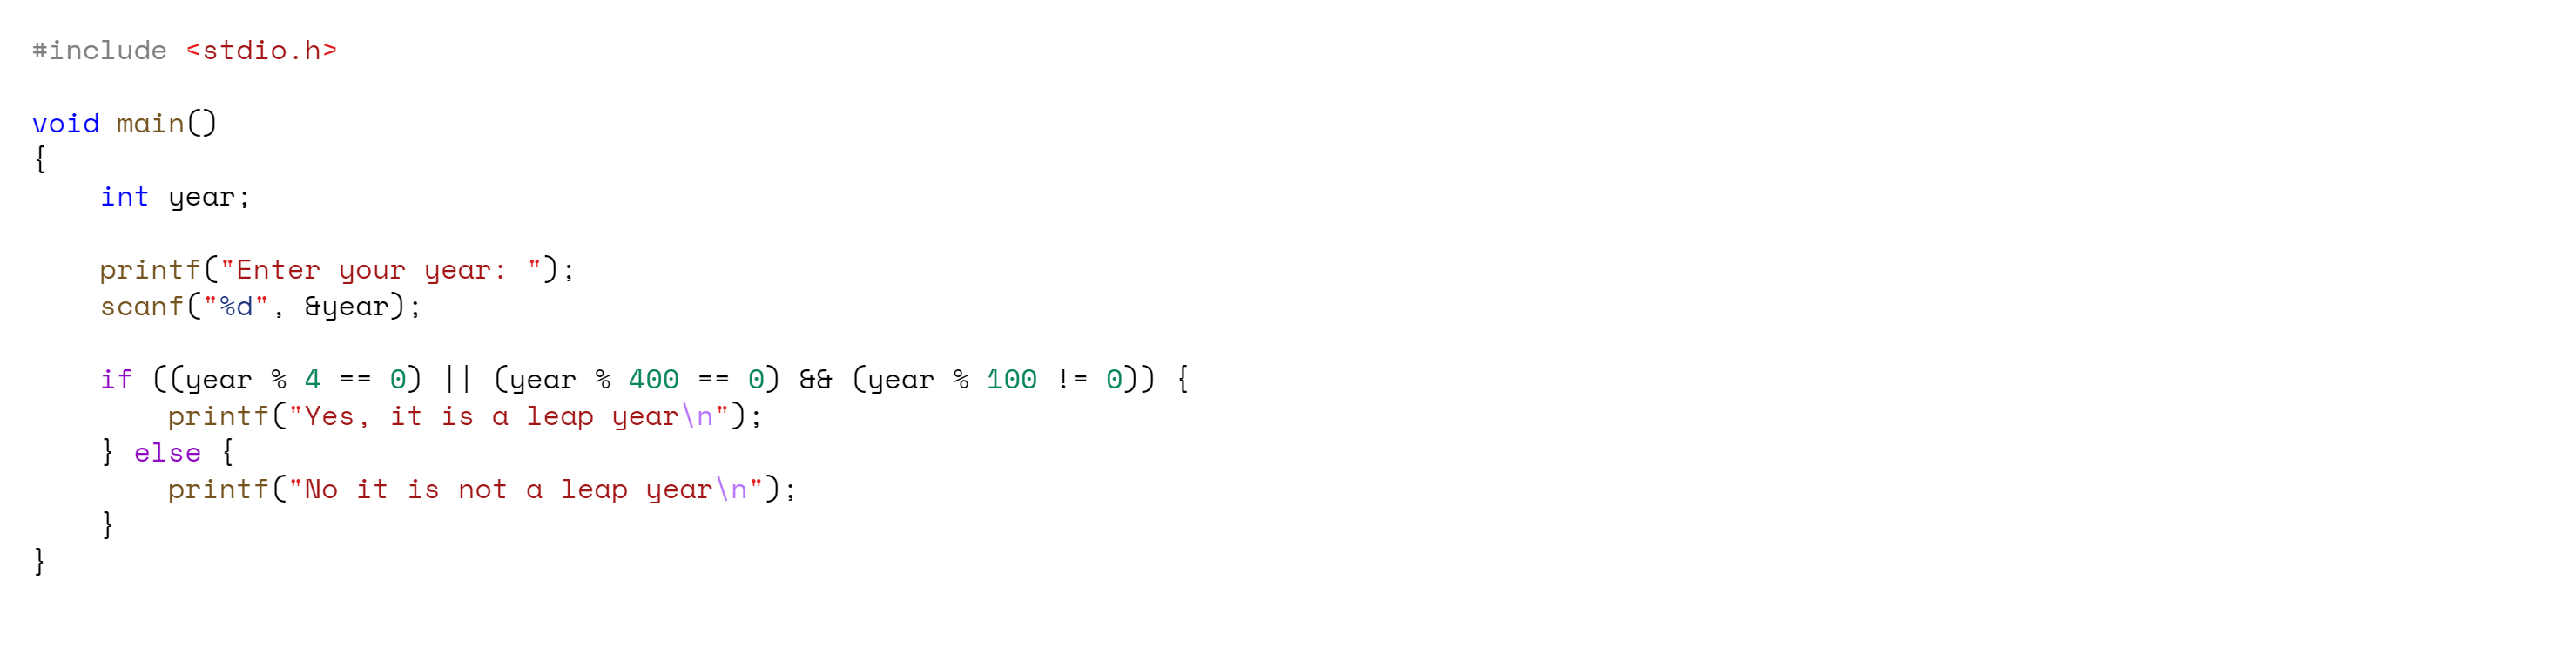 #include <stdio.h>
void main()
{
    int year;
    printf("Enter your year: ");
    scanf("%d", &year);
    if ((year % 4 == 0) || (year % 400 == 0) && (year % 100 != 0)) {
        printf("Yes, it is a leap year\n");
    } else {
        printf("No it is not a leap year\n");
    }
}